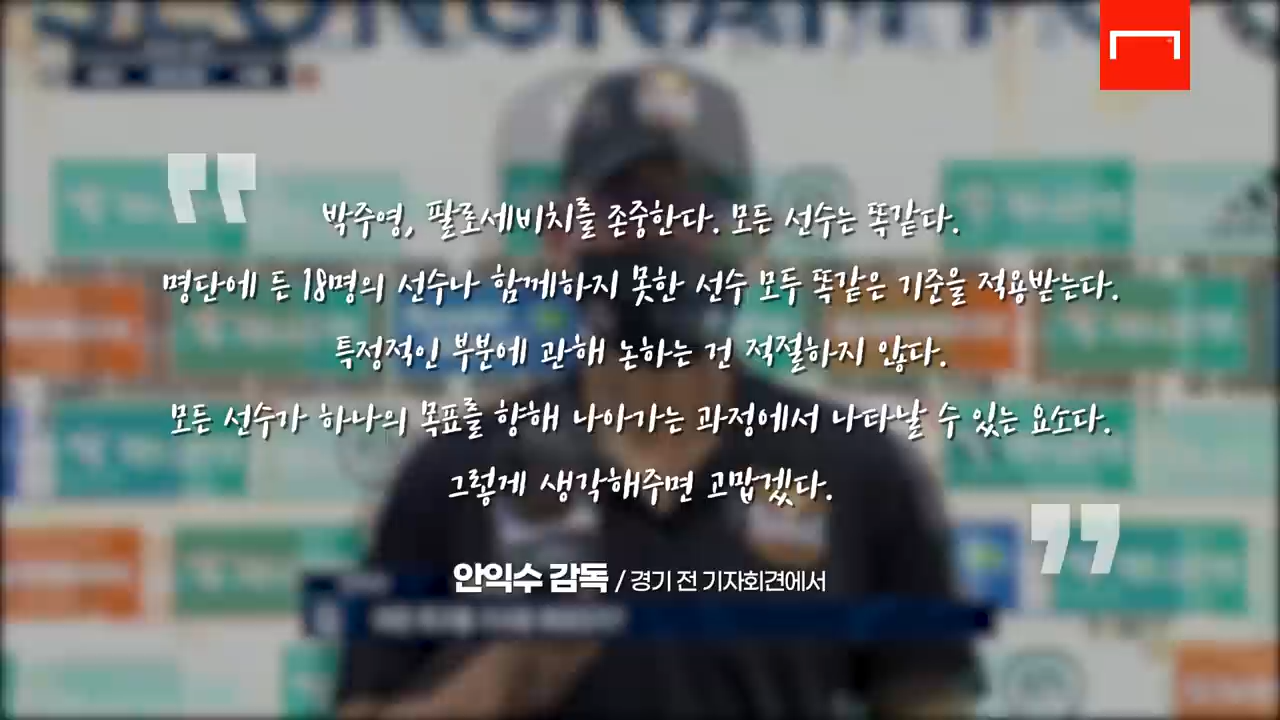 SEONGNAM FC
박주영, 팔로세비치를 존중한다. 모든 선수는 똑같다.
명단에 든 18명의 선수나 함께하지 못한 선수 모두 똑같은 기준을 적용받는다.
특정적인 부분에 관해 논하는 건 적절하지 않다.
모든 선수가 하나의 목표를 향해 나아가는 과정에서 나타날 수 있는 요소다.
그렇게 생각해주면 고맙겠다.
안익수 감독 / 경기 전 기자회견에서